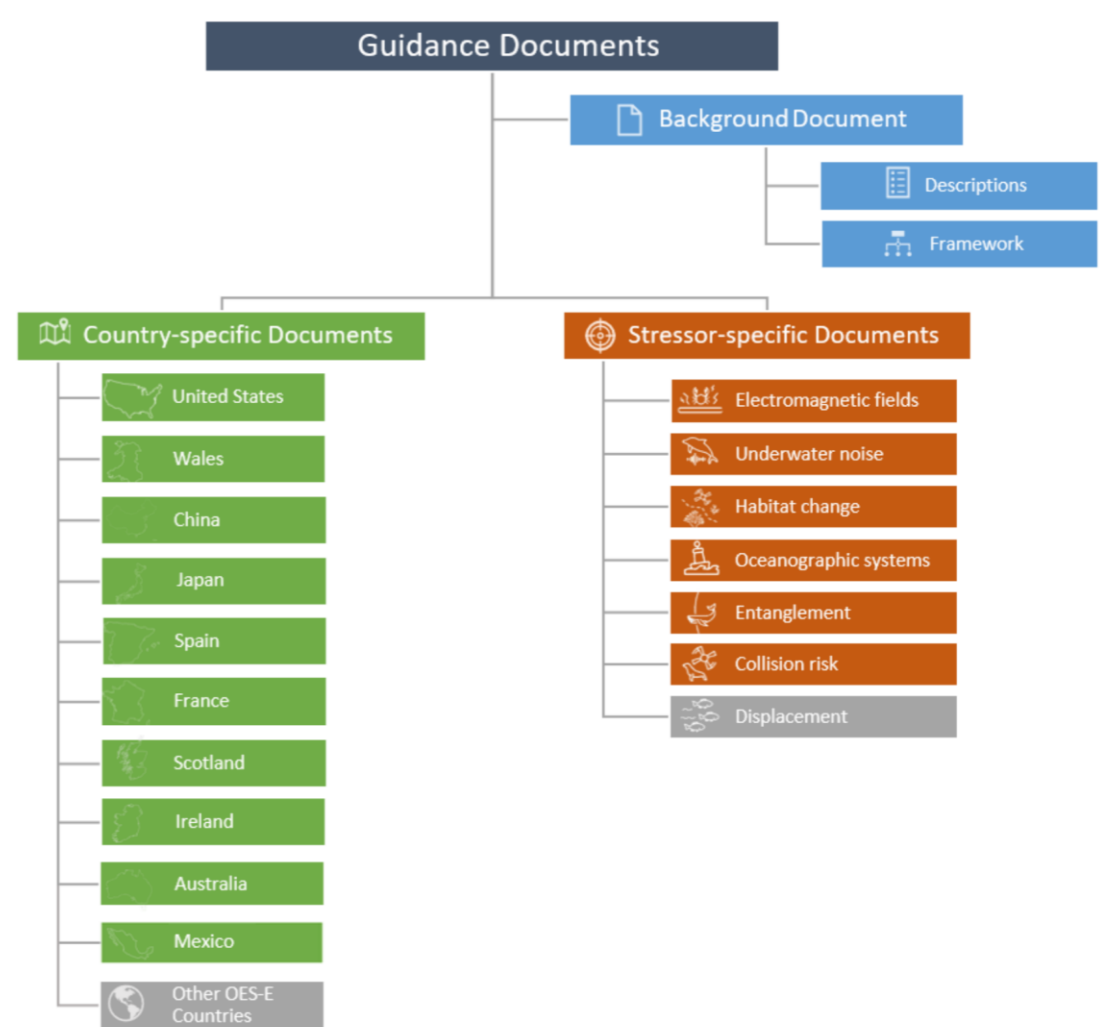 Guidance Documents
Background Document
Descriptions
Framework
Country-specific Documents
United States
Wales
China
Japan
Spain
France
Scotland
Ireland
Australia
Mexico
Other OES-E
Countries
Stressor-specific Documents
Electromagnetic fields
Underwater noise
Habitat change
Oceanographic systems
Entanglement
Collision risk
Displacement